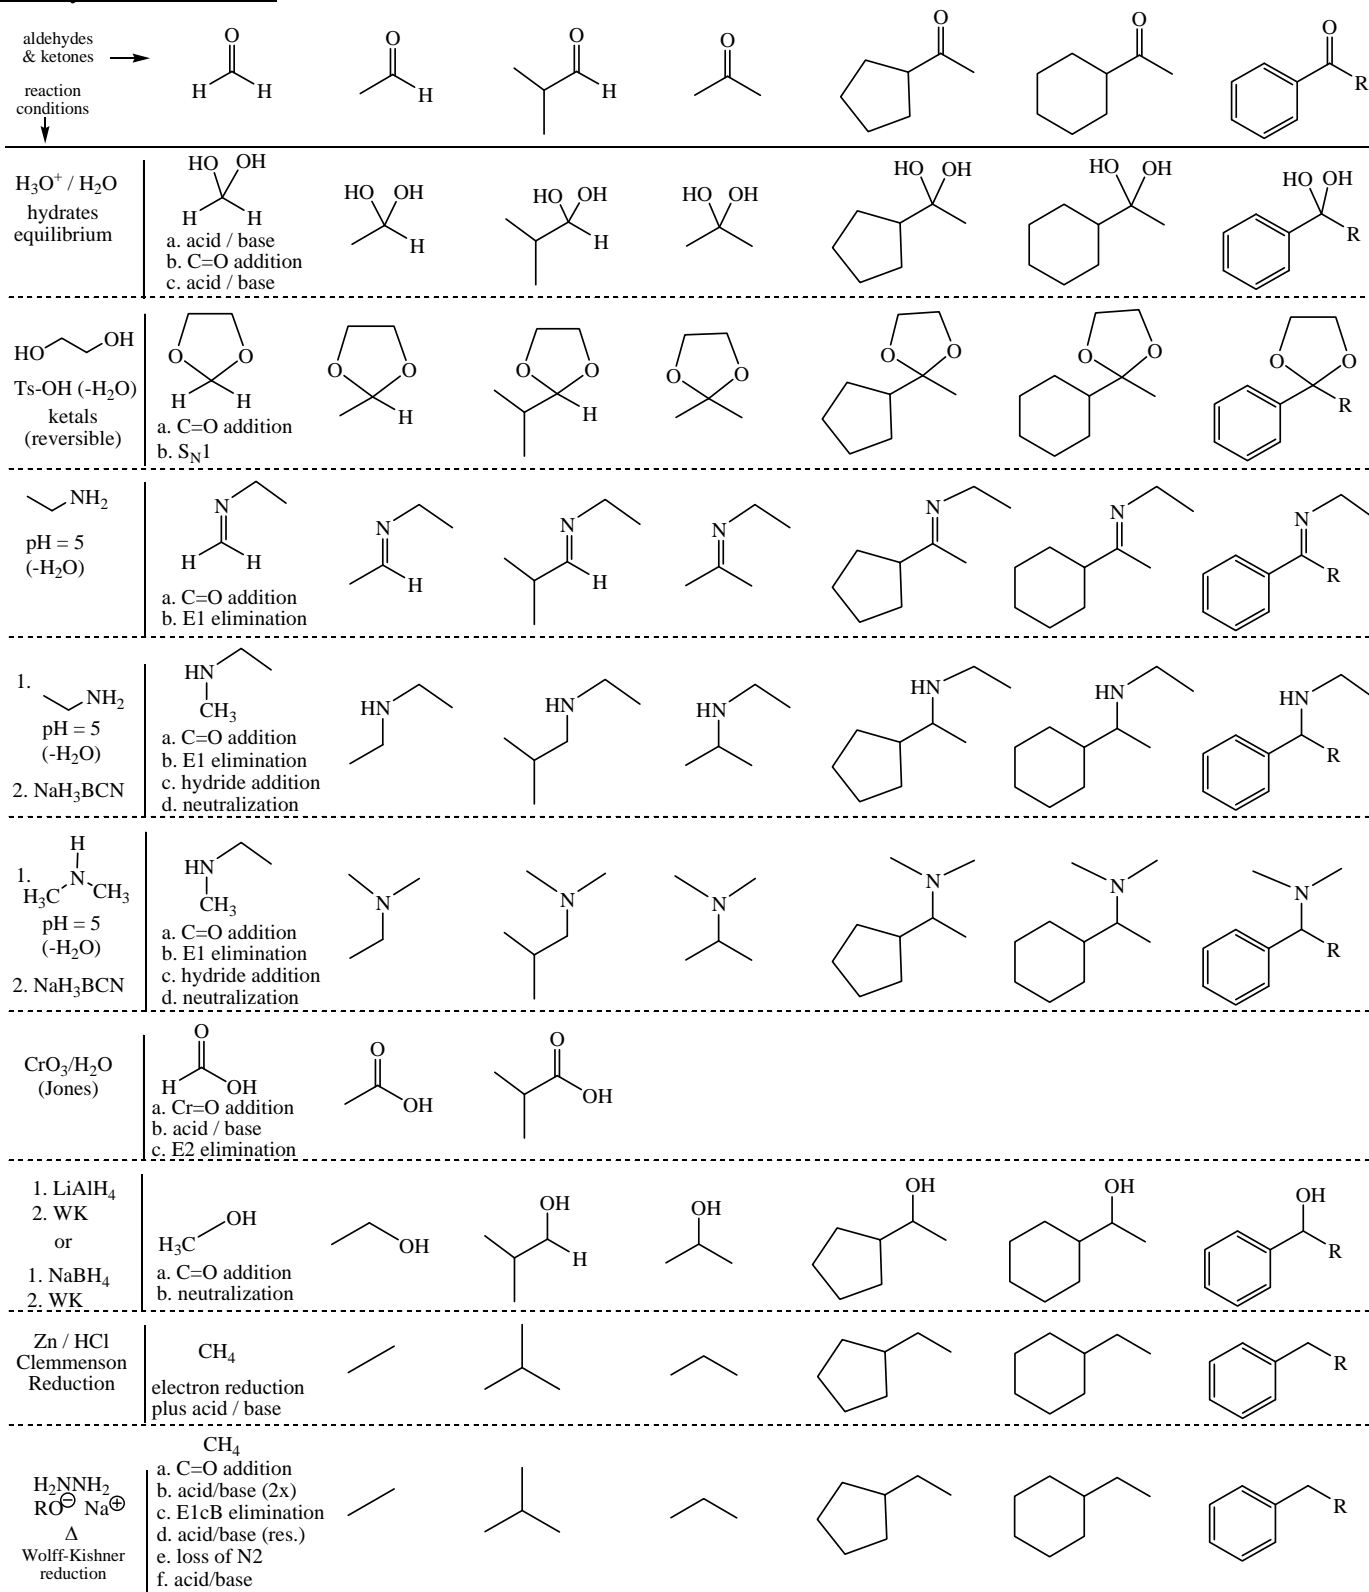 aldehydes
& ketones
reaction
conditions
O
H H
O
H
O
H
O
O
O
O
R
H3O+ / H2O
hydrates
equilibrium
HO OH
H H
a. acid / base
b. C=O addition
c. acid / base
HO OH
H
HO OH
H
HO OH
HO OH
HO OH
HO OH
R
HO OH
Ts-OH (-H2O)
ketals
(reversible)
O O
H H
a. C=O addition
b. SN1
O O
H
O O
H
O O
O O
O O
O O
R
NH2
pH = 5
(-H2O)
N
H H
a. C=O addition
b. E1 elimination
N
H
N
H
N
N
N
N
R
1.
NH2
pH = 5
(-H2O)
2. NaH3BCN
HN
CH3
a. C=O addition
b. E1 elimination
c. hydride addition
d. neutralization
HN
HN
HN
HN
HN
HN
R
H
1.
N
H3C CH3
pH = 5
(-H2O)
2. NaH3BCN
HN
CH3
a. C=O addition
b. E1 elimination
c. hydride addition
d. neutralization
N
N
N
N
N
N
R
CrO3/H2O
(Jones)
O
H OH
a. Cr=O addition
b. acid / base
c. E2 elimination
O
OH
O
OH
1. LiAlH4
2. WK
or
1. NaBH4
2. WK
OH
H3C
a. C=O addition
b. neutralization
OH
OH
H
OH
OH
OH
OH
R
Zn / HCl
Clemmenson
Reduction
CH4
electron reduction
plus acid / base
R
H2NNH2
RO⊖ Na⊕
Δ
Wolff-Kishner
reduction
CH4
a. C=O addition
b. acid/base (2x)
c. E1cB elimination
d. acid/base (res.)
e. loss of N2
f. acid/base
R